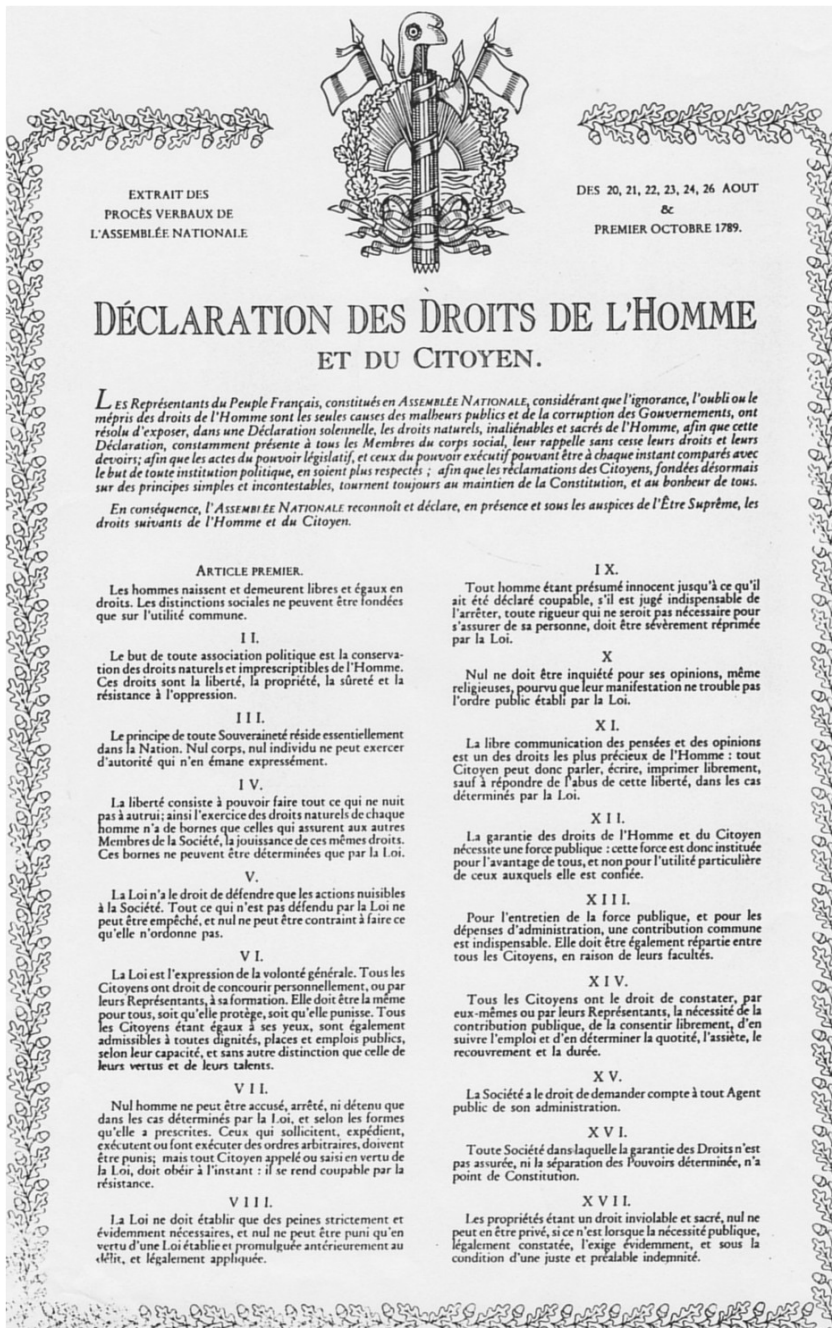 EXTRAIT DES
PROCÈS VERBAUX DE
L'ASSEMBLÉE NATIONALE
DES 20, 21, 22, 23, 24, 26 AOUT
&
PREMIER OCTOBRE 1789.
DÉCLARATION DES DROITS DE L'HOMME
ET DU CITOYEN.
LES Représentants du Peuple Français, constitués en ASSEMBLÉE NATIONALE, considérant que l'ignorance, l'oubli ou le
mépris des droits de l'Homme sont les seules causes des malheurs publics et de la corruption des Gouvernements, ont
résolu d'exposer, dans une Déclaration solennelle, les droits naturels, inaliénables et sacrés de l'Homme, afin que cette
Déclaration, constamment présente à tous les Membres du corps social, leur rappelle sans cesse leurs droits et leurs
devoirs; afin que les actes du pouvoir législatif, et ceux du pouvoir exécutif pouvant être à chaque instant comparés avec
le but de toute institution politique, en soient plus respectés ; afin que les réclamations des Citoyens, fondées désormais
sur des principes simples et incontestables, tournent toujours au maintien de la Constitution, et au bonheur de tous.
En conséquence, l'ASSEMBLÉE NATIONALE reconnoît et déclare, en présence et sous les auspices de l'Être Suprême, les
droits suivants de l'Homme et du Citoyen.
ARTICLE PREMIER.
Les hommes naissent et demeurent libres et égaux en
droits. Les distinctions sociales ne peuvent être fondées
que sur l'utilité commune.
II.
Le but de toute association politique est la conserva-
tion des droits naturels et imprescriptibles de l'Homme.
Ces droits sont la liberté, la propriété, la sûreté et la
résistance à l'oppression.
III.
Le principe de toute Souveraineté réside essentiellement
dans la Nation. Nul corps, nul individu ne peut exercer
d'autorité qui n'en émane expressément.
IV.
La liberté consiste à pouvoir faire tout ce qui ne nuit
pas à autrui; ainsi l'exercice des droits naturels de chaque
homme n'a de bornes que celles qui assurent aux autres
Membres de la Société, la jouissance de ces mêmes droits.
Ces bornes ne peuvent être déterminées que par la Loi.
V.
La Loi n'a le droit de défendre que les actions nuisibles
à la Société. Tout ce qui n'est pas défendu par la Loi ne
peut être empêché, et nul ne peut être contraint à faire ce
qu'elle n'ordonne pas.
VI.
La Loi est l'expression de la volonté générale. Tous les
Citoyens ont droit de concourir personnellement, ou par
leurs Représentants, à sa formation. Elle doit être la même
pour tous, soit qu'elle protège, soit qu'elle punisse. Tous
les Citoyens étant égaux à ses yeux, sont également
admissibles à toutes dignités, places et emplois publics,
selon leur capacité, et sans autre distinction que celle de
leurs vertus et de leurs talents.
VII.
Nul homme ne peut être accusé, arrêté, ni détenu que
dans les cas déterminés par la Loi, et selon les formes
qu'elle a prescrites. Ceux qui sollicitent, expédient,
exécutent ou font exécuter des ordres arbitraires, doivent
être punis; mais tout Citoyen appelé ou saisi en vertu de
la Loi, doit obéir à l'instant : il se rend coupable par la
résistance.
VIII.
La Loi ne doit établir que des peines strictement et
évidemment nécessaires, et nul ne peut être puni qu'en
vertu d'une Loi établie et promulguée antérieurement au
délit, et légalement appliquée.
IX.
Tout homme étant présumé innocent jusqu'à ce qu'il
ait été déclaré coupable, s'il est jugé indispensable de
l'arrêter, toute rigueur qui ne seroit pas nécessaire pour
s'assurer de sa personne, doit être sévèrement réprimée
par la Loi.
X
Nul ne doit être inquiété pour ses opinions, même
religieuses, pourvu que leur manifestation ne trouble pas
l'ordre public établi par la Loi.
XI.
La libre communication des pensées et des opinions
est un des droits les plus précieux de l'Homme : tout
Citoyen peut donc parler, écrire, imprimer librement,
sauf à répondre de l'abus de cette liberté, dans les cas
déterminés par la Loi.
XII.
La garantie des droits de l'Homme et du Citoyen
nécessite une force publique : cette force est donc instituée
pour l'avantage de tous, et non pour l'utilité particulière
de ceux auxquels elle est confiée.
XIII.
Pour l'entretien de la force publique, et pour les
dépenses d'administration, une contribution commune
est indispensable. Elle doit être également répartie entre
tous les Citoyens, en raison de leurs facultés.
XIV.
Tous les Citoyens ont le droit de constater, par
eux-mêmes ou par leurs Représentants, la nécessité de la
contribution publique, de la consentir librement, d'en
suivre l'emploi et d'en déterminer la quotité, l'assiète, le
recouvrement et la durée.
XV.
La Société a le droit de demander compte à tout Agent
public de son administration.
XVI.
Toute Société dans laquelle la garantie des Droits n'est
pas assurée, ni la séparation des Pouvoirs déterminée, n'a
point de Constitution.
XVII.
Les propriétés étant un droit inviolable et sacré, nul ne
peut en être privé, si ce n'est lorsque la nécessité publique,
légalement constatée, l'exige évidemment, et sous la
condition d'une juste et préalable indemnité.